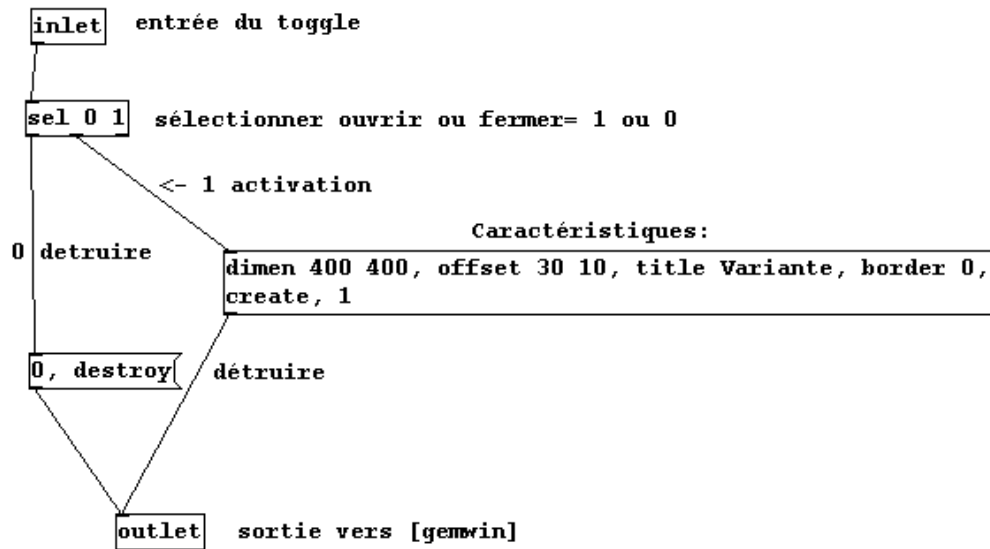 inlet entrée du toggle
sel 0 1 sélectionner ouvrir ou fermer= 1 ou 0
<- 1 activation
Caractéristiques:
0 detruire
dimen 400 400, offset 30 10, title Variante, border 0,
create, 1
0, destroy détruire
outlet sortie vers [gemwin]